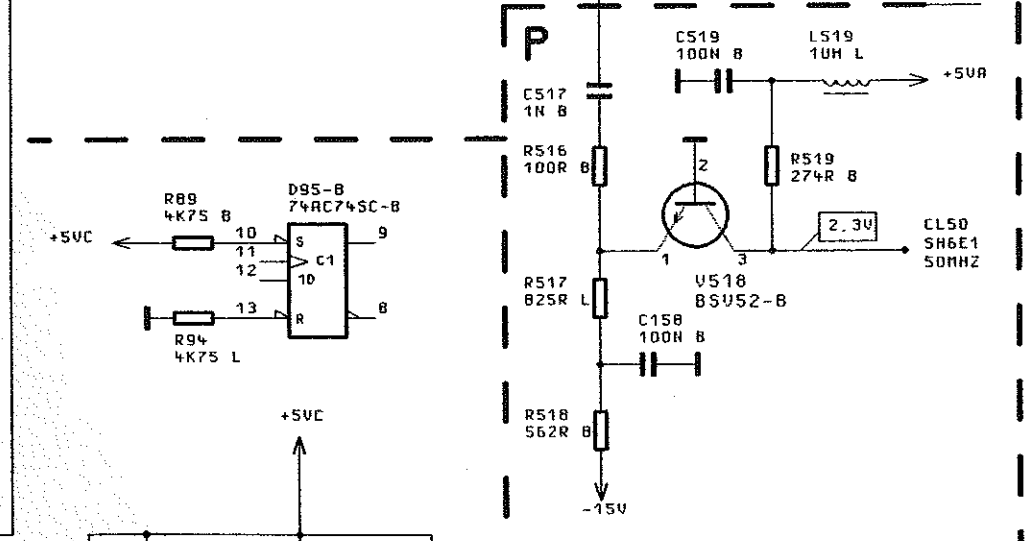 P
C519
100N B
L519
1UH L
+5VA
C517
1N B
R516
100R B
2
R519
274R B
R89
4K75 B
D95-B
74AC74SC-B
+5VC
10
S
9
11
C1
12
1D
13
R
8
R94
4K75 L
2.3V
CL50
SH6E1
50MHZ
1
3
V518
BSV52-B
R517
825R L
C158
100N B
+5VC
R518
562R B
-15V